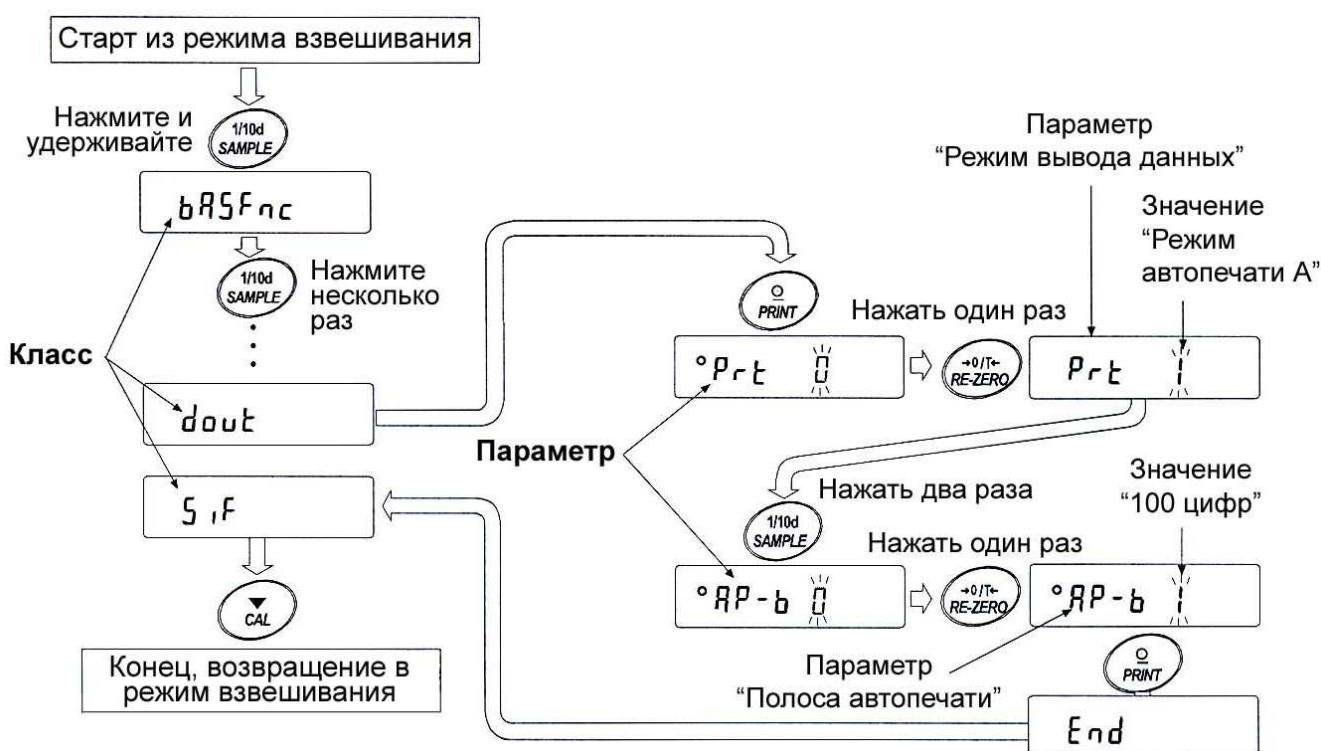 Старт из режима взвешивания
Нажмите и
удерживайте
1/10d
SAMPLE
bASFnc
1/10d
SAMPLE
Нажмите
несколько
раз
Класс
dout
PRINT
°Prt 0
Нажать один раз
→0/T←
RE-ZERO
Параметр
“Режим вывода данных”
Значение
“Режим
автопечати А”
Prt 1
Параметр
Нажать два раза
1/10d
SAMPLE
°AP-b 0
Нажать один раз
→0/T←
RE-ZERO
Значение
“100 цифр”
°AP-b 1
Параметр
“Полоса автопечати”
PRINT
End
S iF
CAL
Конец, возвращение в
режим взвешивания